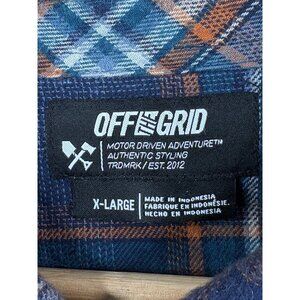 OFF GRID
MOTOR DRIVEN ADVENTURE™
AUTHENTIC STYLING
TRDMRK / EST. 2012
X-LARGE
MADE IN INDONESIA
FABRIQUE EN INDONÉSIE.
HECHO EN INDONESIA